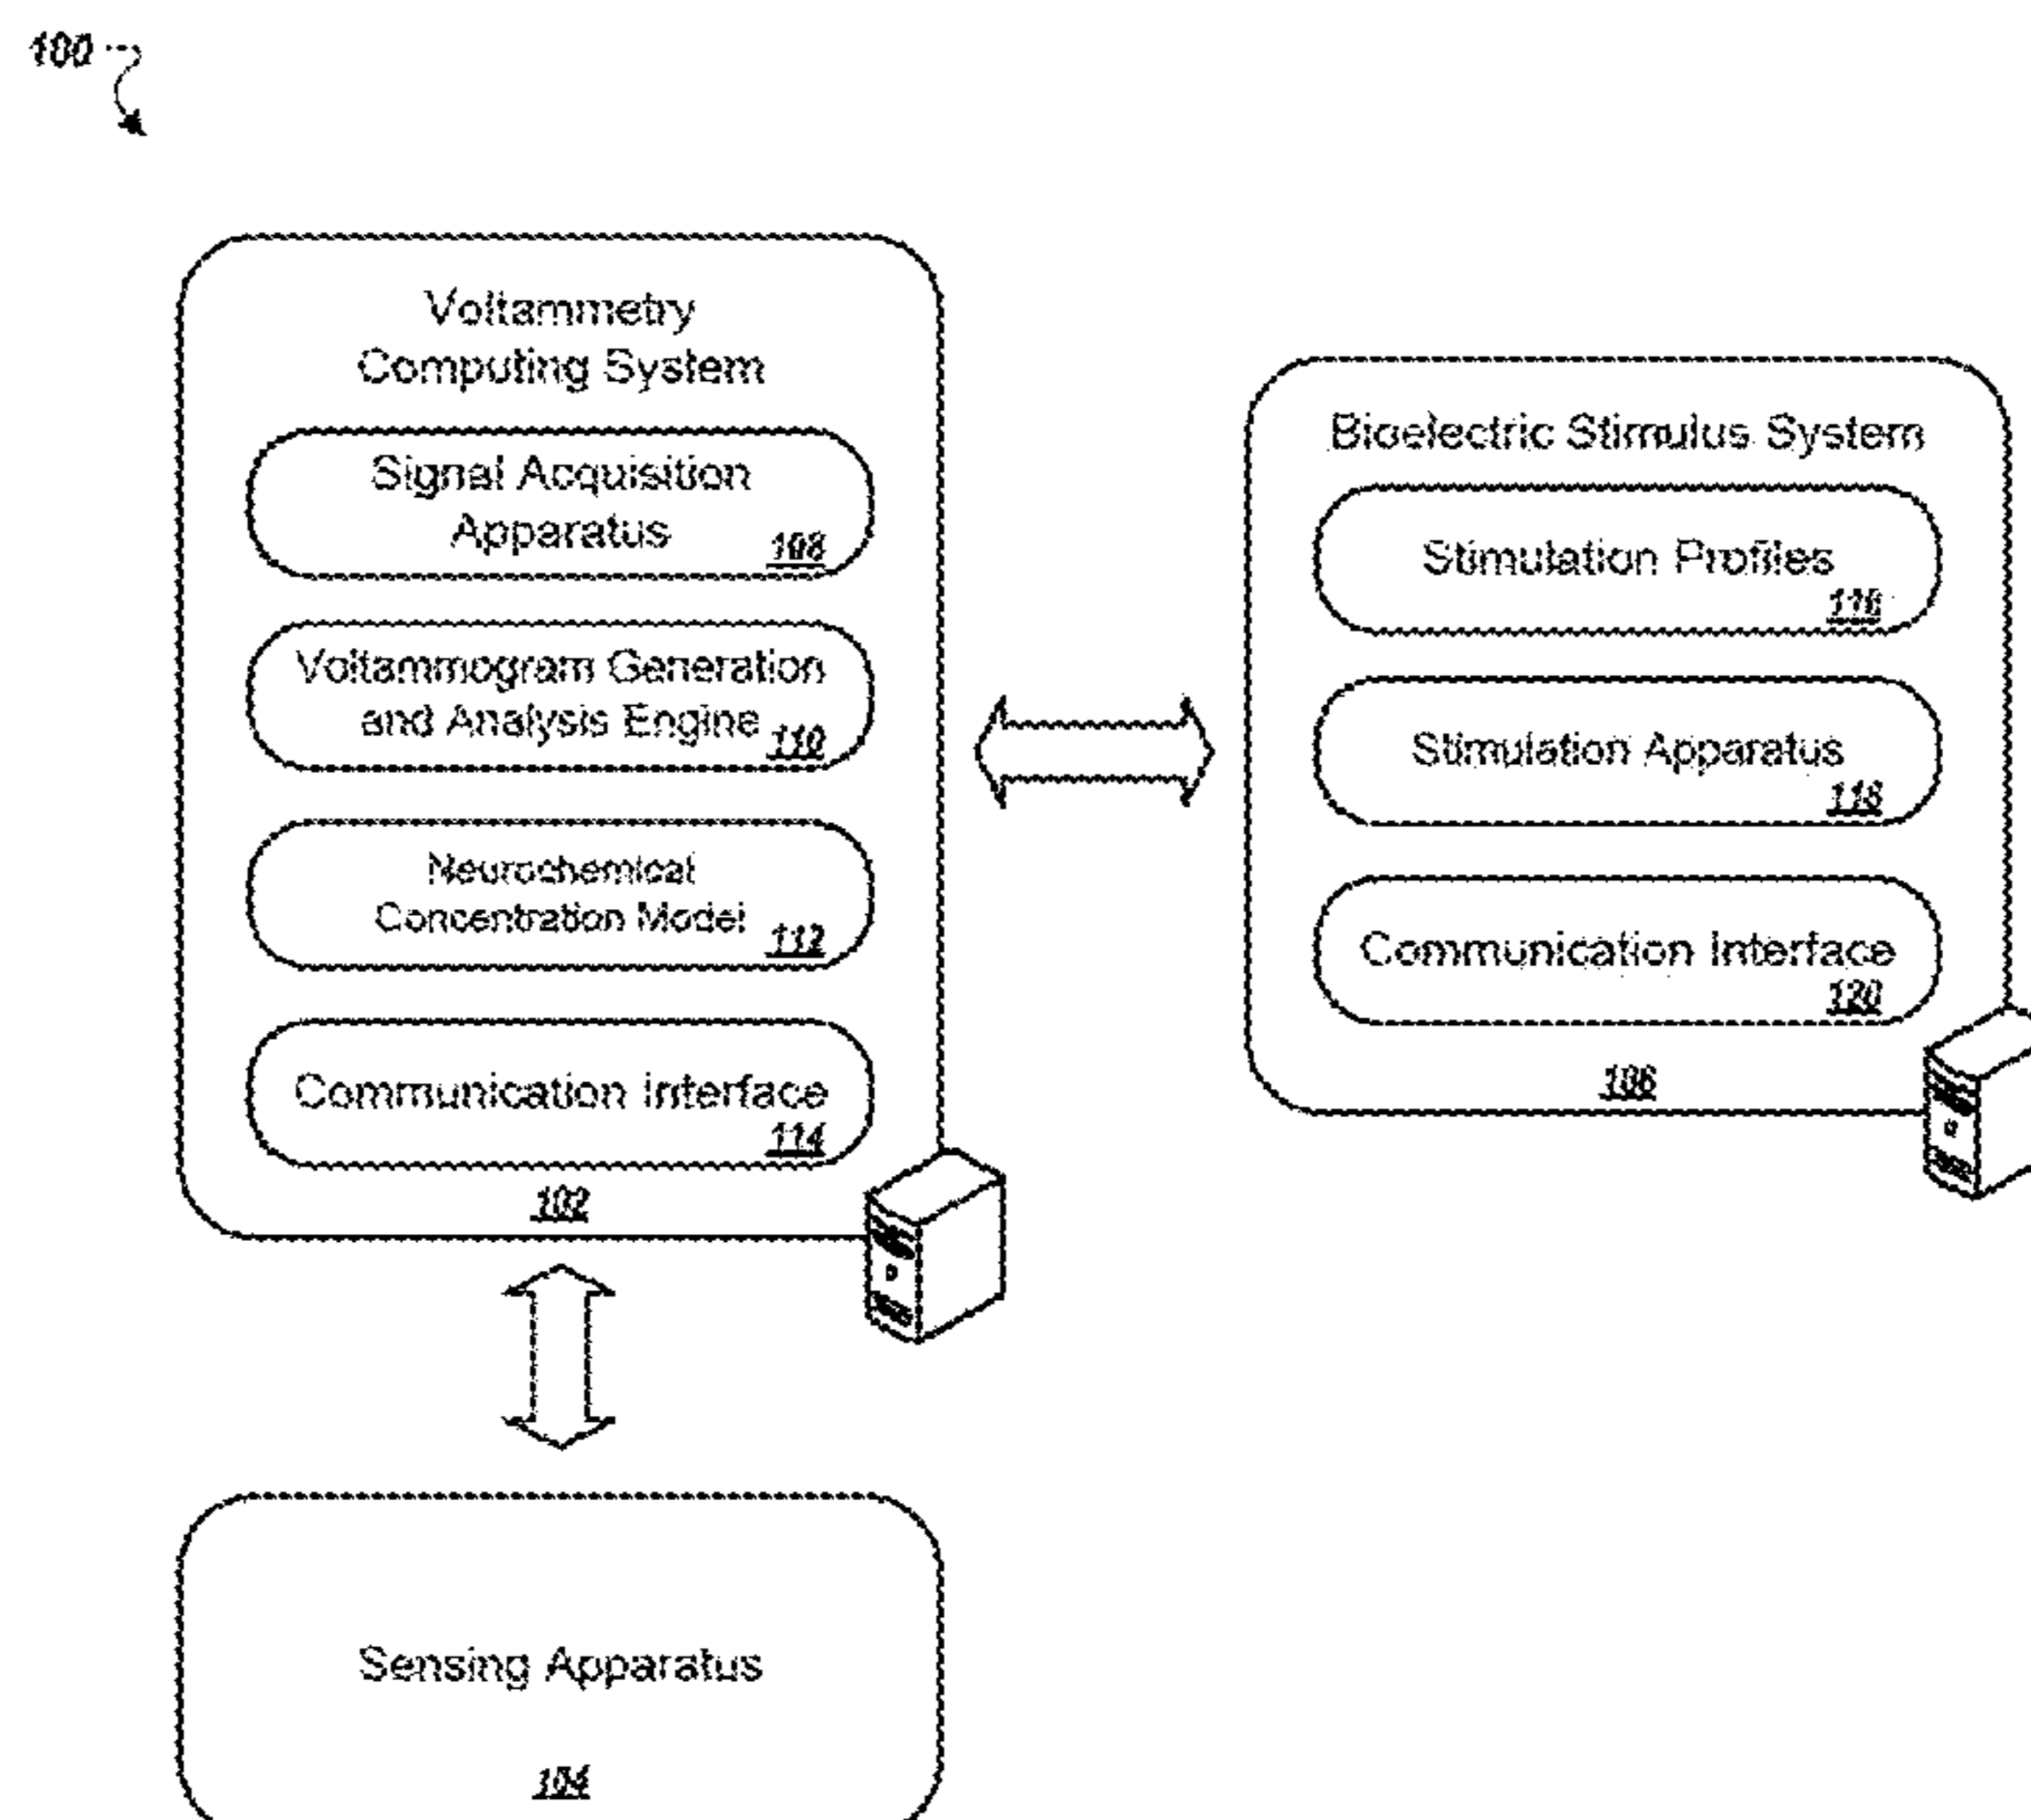 100
Voltammetry
Computing System
Signal Acquisition
Apparatus
108
Voltammogram Generation
and Analysis Engine
110
Neurochemical
Concentration Model
112
Communication Interface
114
102
Bioelectric Stimulus System
Stimulation Profiles
116
Stimulation Apparatus
118
Communication Interface
120
106
Sensing Apparatus
104